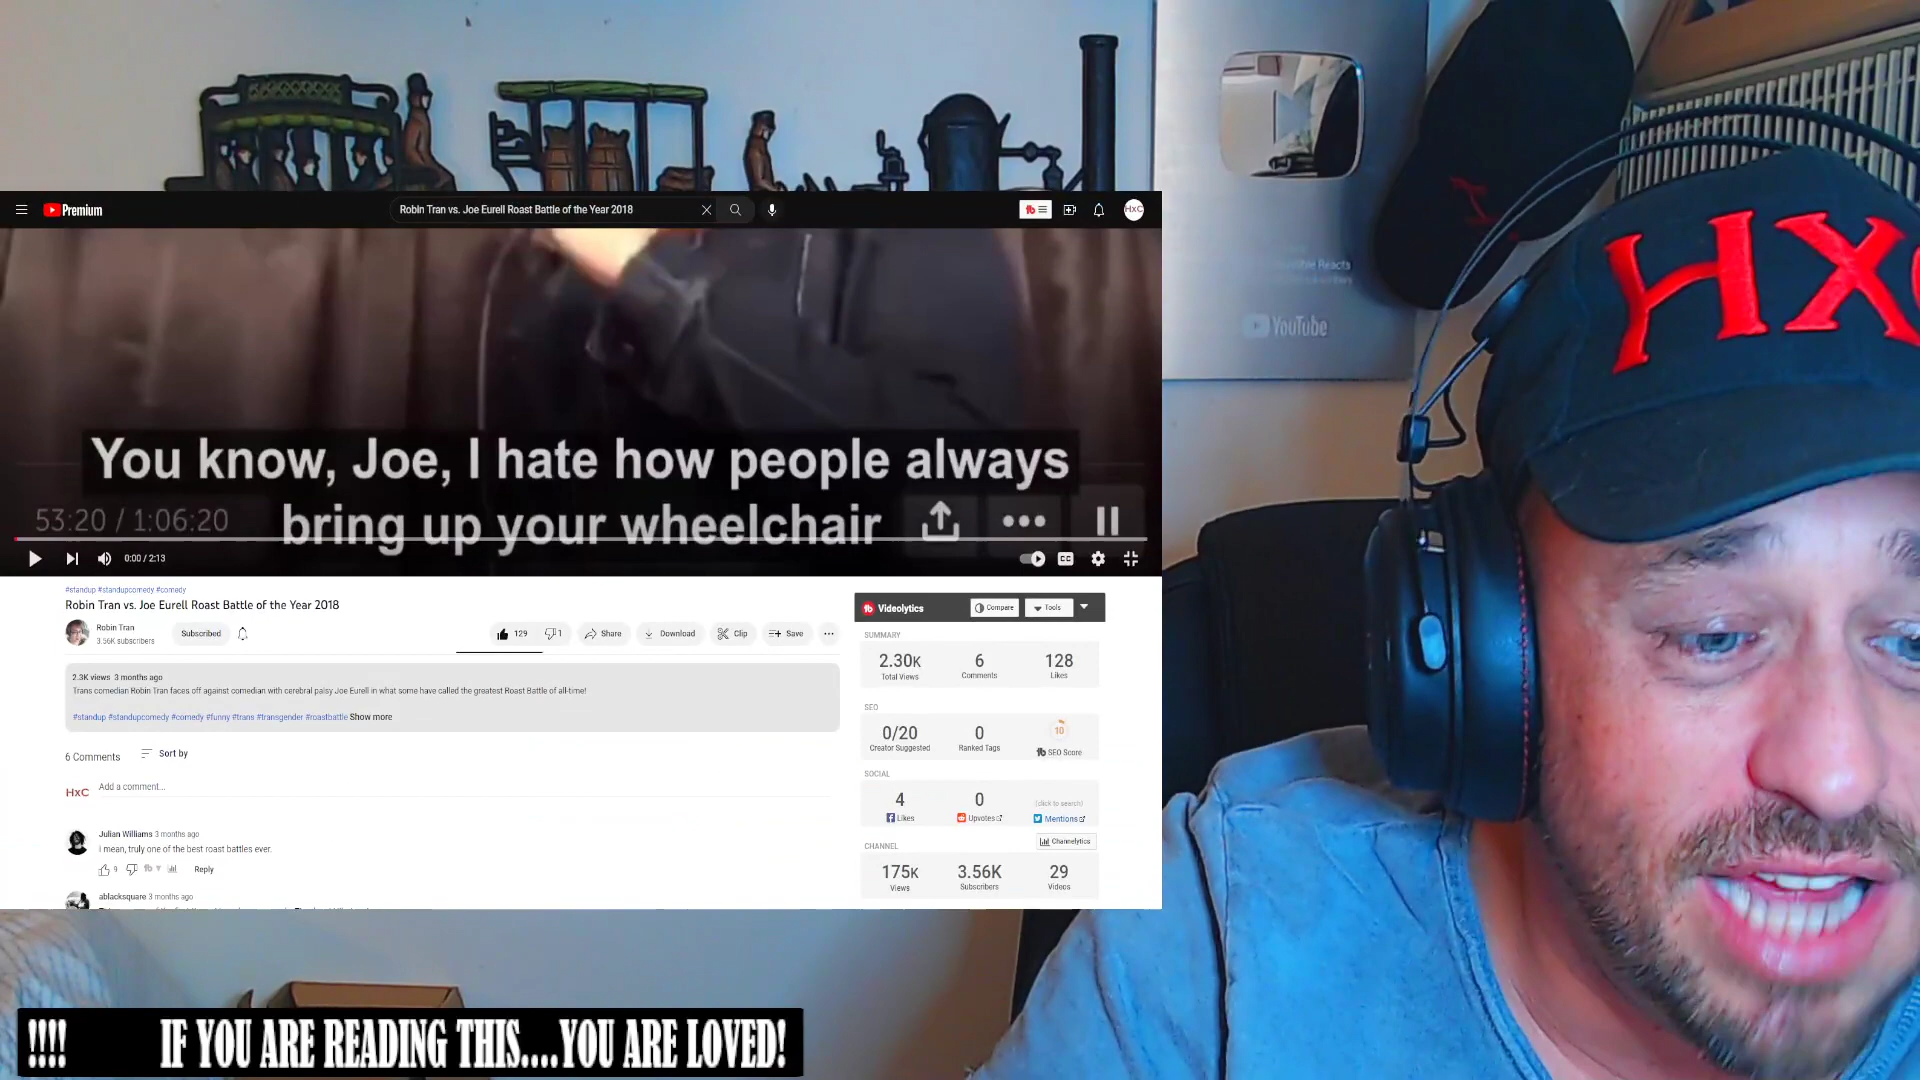 Premium
Robin Tran vs. Joe Eurell Roast Battle of the Year 2018
HxC
You know, Joe, I hate how people always
bring up your wheelchair
53:20 / 1:06:20
0:00 / 2:13
CC
#standup #standupcomedy #comedy
Robin Tran vs. Joe Eurell Roast Battle of the Year 2018
Robin Tran
3.56K subscribers
Subscribed
129
1
Share
Download
Clip
Save
2.3K views 3 months ago
Trans comedian Robin Tran faces off against comedian with cerebral palsy Joe Eurell in what some have called the greatest Roast Battle of all-time!
#standup #standupcomedy #comedy #funny #trans #transgender #roastbattle Show more
6 Comments
Sort by
HxC
Add a comment...
Julian Williams 3 months ago
i mean, truly one of the best roast battles ever.
9
Reply
ablacksquare 3 months ago
Videolytics
Compare
Tools
SUMMARY
2.30K
Total Views
6
Comments
128
Likes
SEO
0/20
Creator Suggested
0
Ranked Tags
10
SEO Score
SOCIAL
4
Likes
0
Upvotes
(click to search)
Mentions
CHANNEL
Channelytics
175K
Views
3.56K
Subscribers
29
Videos
Reacts
YouTube
HXC
!!!! IF YOU ARE READING THIS....YOU ARE LOVED!